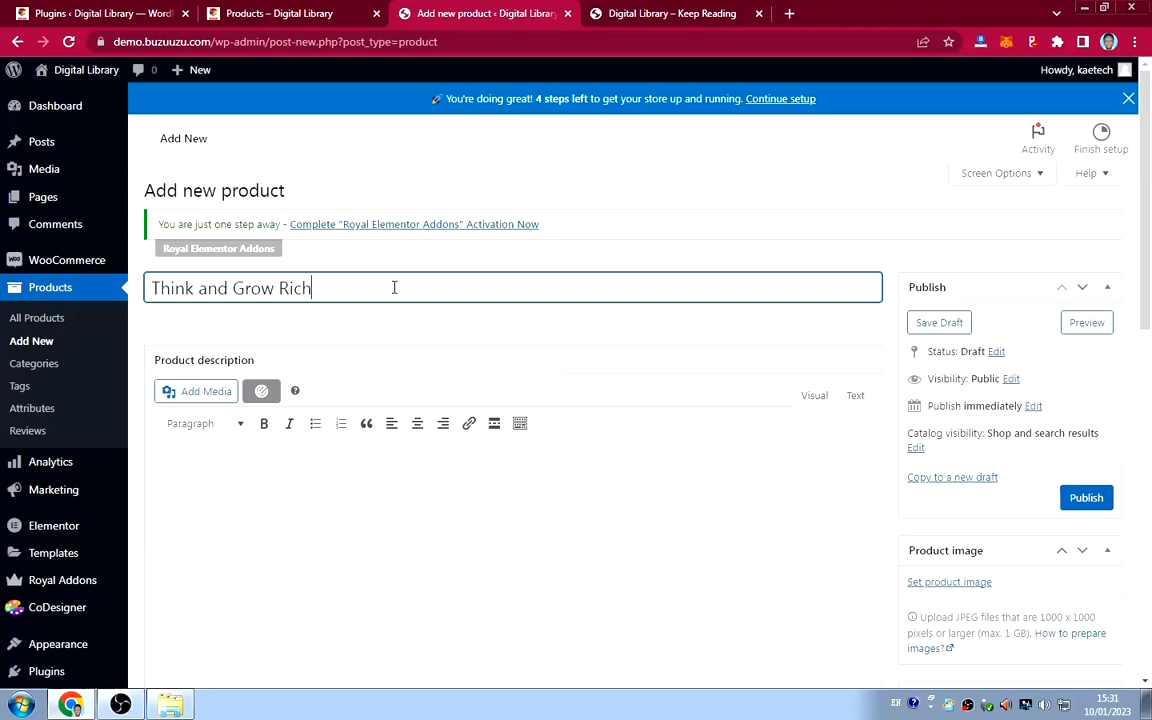 Plugins ‹ Digital Library — Word
Products – Digital Library
Add new product ‹ Digital Library
Digital Library – Keep Reading
demo.buzuuzu.com/wp-admin/post-new.php?post_type=product
Digital Library
0
New
Howdy, kaetech
🚀 You're doing great! 4 steps left to get your store up and running. Continue setup
Dashboard
Posts
Media
Pages
Comments
WooCommerce
Products
All Products
Add New
Categories
Tags
Attributes
Reviews
Analytics
Marketing
Elementor
Templates
Royal Addons
CoDesigner
Appearance
Plugins
Add New
Activity
Finish setup
Screen Options ▼
Help ▼
Add new product
You are just one step away - Complete "Royal Elementor Addons" Activation Now
Royal Elementor Addons
Think and Grow Rich
Product description
Add Media
Visual
Text
Paragraph
B
I
Publish
Save Draft
Preview
Status: Draft Edit
Visibility: Public Edit
Publish immediately Edit
Catalog visibility: Shop and search results
Edit
Copy to a new draft
Publish
Product image
Set product image
Upload JPEG files that are 1000 x 1000
pixels or larger (max. 1 GB). How to prepare
images?
EN
15:31
10/01/2023